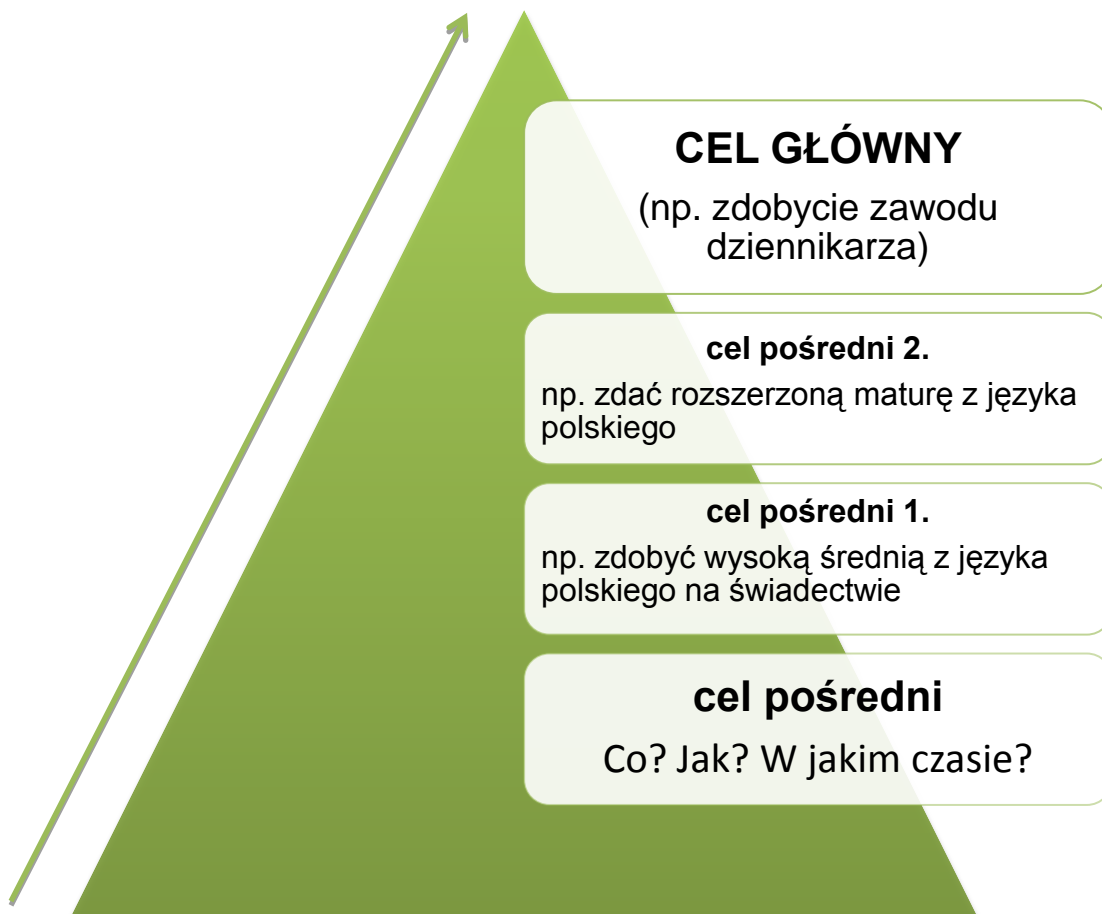 CEL GŁÓWNY
(np. zdobycie zawodu
dziennikarza)
cel pośredni 2.
np. zdać rozszerzoną maturę z języka
polskiego
cel pośredni 1.
np. zdobyć wysoką średnią z języka
polskiego na świadectwie
cel pośredni
Co? Jak? W jakim czasie?